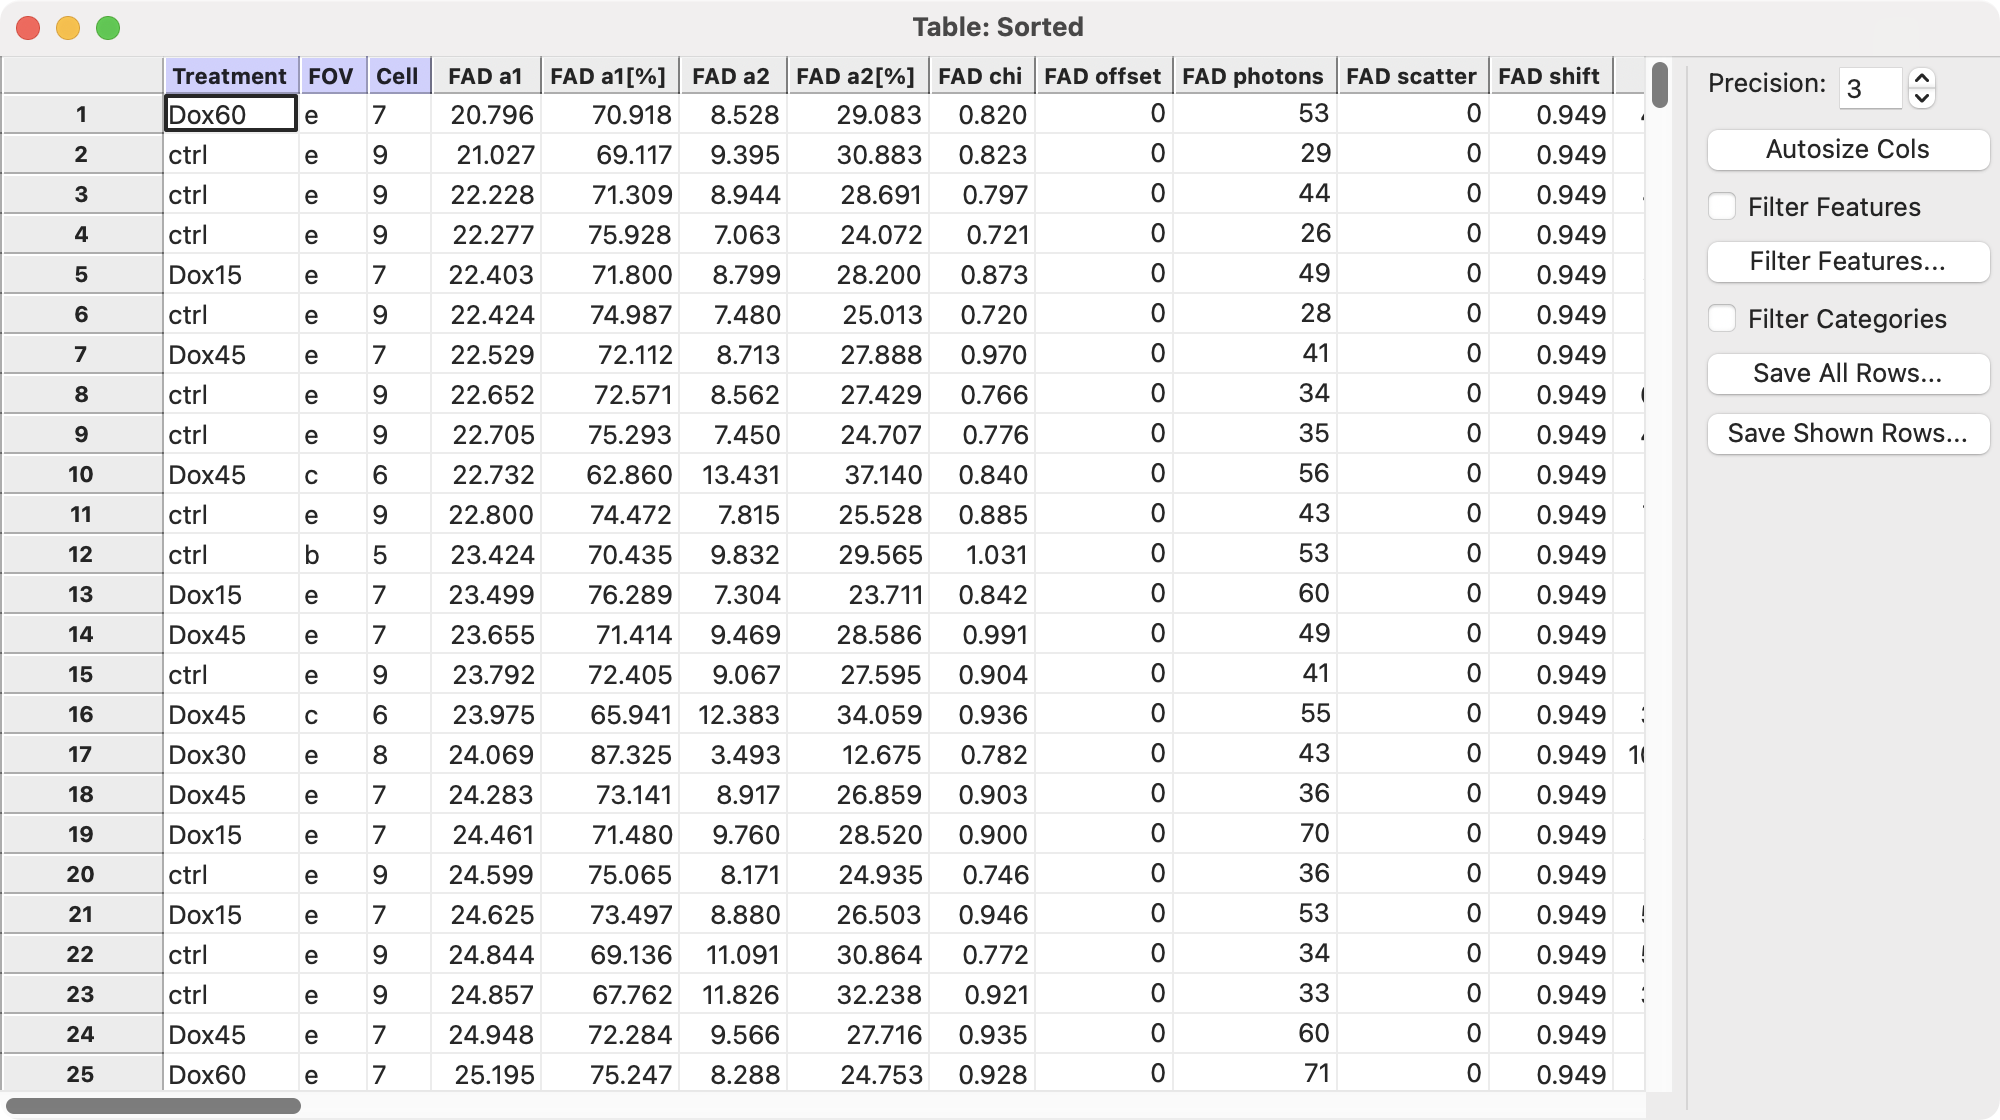 Table: Sorted
Treatment FOV Cell FAD a1 FAD a1[%] FAD a2 FAD a2[%] FAD chi FAD offset FAD photons FAD scatter FAD shift
1 Dox60 e 7 20.796 70.918 8.528 29.083 0.820 0 53 0 0.949
2 ctrl e 9 21.027 69.117 9.395 30.883 0.823 0 29 0 0.949
3 ctrl e 9 22.228 71.309 8.944 28.691 0.797 0 44 0 0.949
4 ctrl e 9 22.277 75.928 7.063 24.072 0.721 0 26 0 0.949
5 Dox15 e 7 22.403 71.800 8.799 28.200 0.873 0 49 0 0.949
6 ctrl e 9 22.424 74.987 7.480 25.013 0.720 0 28 0 0.949
7 Dox45 e 7 22.529 72.112 8.713 27.888 0.970 0 41 0 0.949
8 ctrl e 9 22.652 72.571 8.562 27.429 0.766 0 34 0 0.949
9 ctrl e 9 22.705 75.293 7.450 24.707 0.776 0 35 0 0.949
10 Dox45 c 6 22.732 62.860 13.431 37.140 0.840 0 56 0 0.949
11 ctrl e 9 22.800 74.472 7.815 25.528 0.885 0 43 0 0.949
12 ctrl b 5 23.424 70.435 9.832 29.565 1.031 0 53 0 0.949
13 Dox15 e 7 23.499 76.289 7.304 23.711 0.842 0 60 0 0.949
14 Dox45 e 7 23.655 71.414 9.469 28.586 0.991 0 49 0 0.949
15 ctrl e 9 23.792 72.405 9.067 27.595 0.904 0 41 0 0.949
16 Dox45 c 6 23.975 65.941 12.383 34.059 0.936 0 55 0 0.949
17 Dox30 e 8 24.069 87.325 3.493 12.675 0.782 0 43 0 0.949
18 Dox45 e 7 24.283 73.141 8.917 26.859 0.903 0 36 0 0.949
19 Dox15 e 7 24.461 71.480 9.760 28.520 0.900 0 70 0 0.949
20 ctrl e 9 24.599 75.065 8.171 24.935 0.746 0 36 0 0.949
21 Dox15 e 7 24.625 73.497 8.880 26.503 0.946 0 53 0 0.949
22 ctrl e 9 24.844 69.136 11.091 30.864 0.772 0 34 0 0.949
23 ctrl e 9 24.857 67.762 11.826 32.238 0.921 0 33 0 0.949
24 Dox45 e 7 24.948 72.284 9.566 27.716 0.935 0 60 0 0.949
25 Dox60 e 7 25.195 75.247 8.288 24.753 0.928 0 71 0 0.949
Precision: 3
Autosize Cols
Filter Features
Filter Features...
Filter Categories
Save All Rows...
Save Shown Rows...